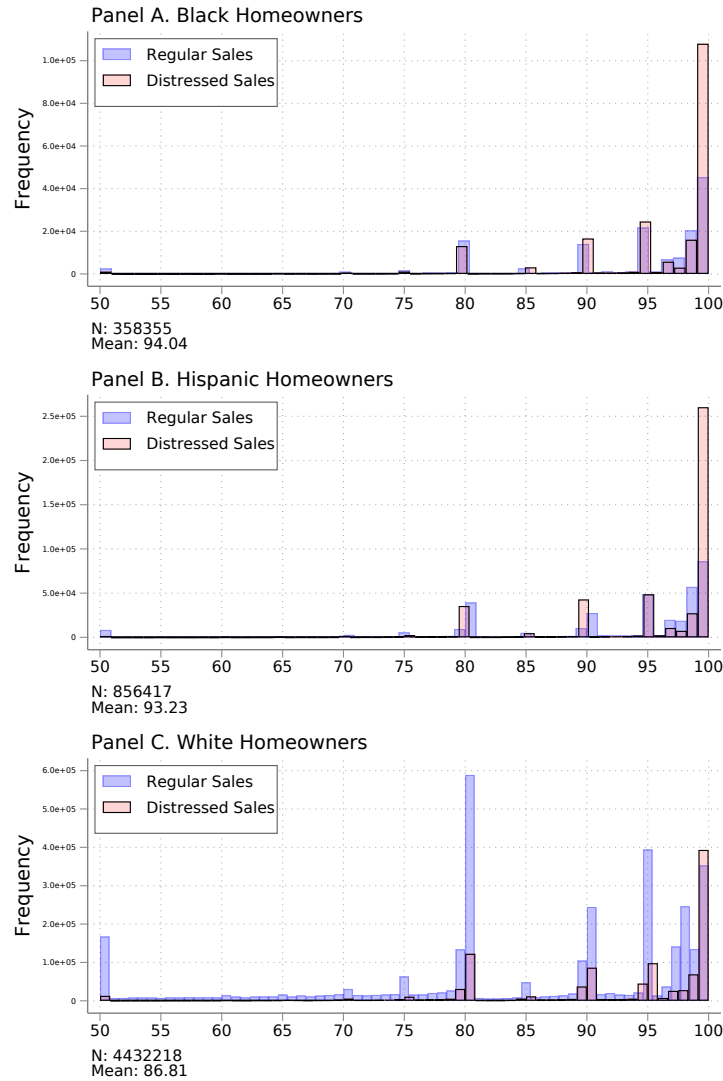 Panel A. Black Homeowners
Regular Sales
Distressed Sales
Frequency
1.0e+05
8.0e+04
6.0e+04
4.0e+04
2.0e+04
0
50 55 60 65 70 75 80 85 90 95 100
N: 358355
Mean: 94.04
Panel B. Hispanic Homeowners
Regular Sales
Distressed Sales
Frequency
2.5e+05
2.0e+05
1.5e+05
1.0e+05
5.0e+04
0
50 55 60 65 70 75 80 85 90 95 100
N: 856417
Mean: 93.23
Panel C. White Homeowners
Regular Sales
Distressed Sales
Frequency
6.0e+05
5.0e+05
4.0e+05
3.0e+05
2.0e+05
1.0e+05
0
50 55 60 65 70 75 80 85 90 95 100
N: 4432218
Mean: 86.81